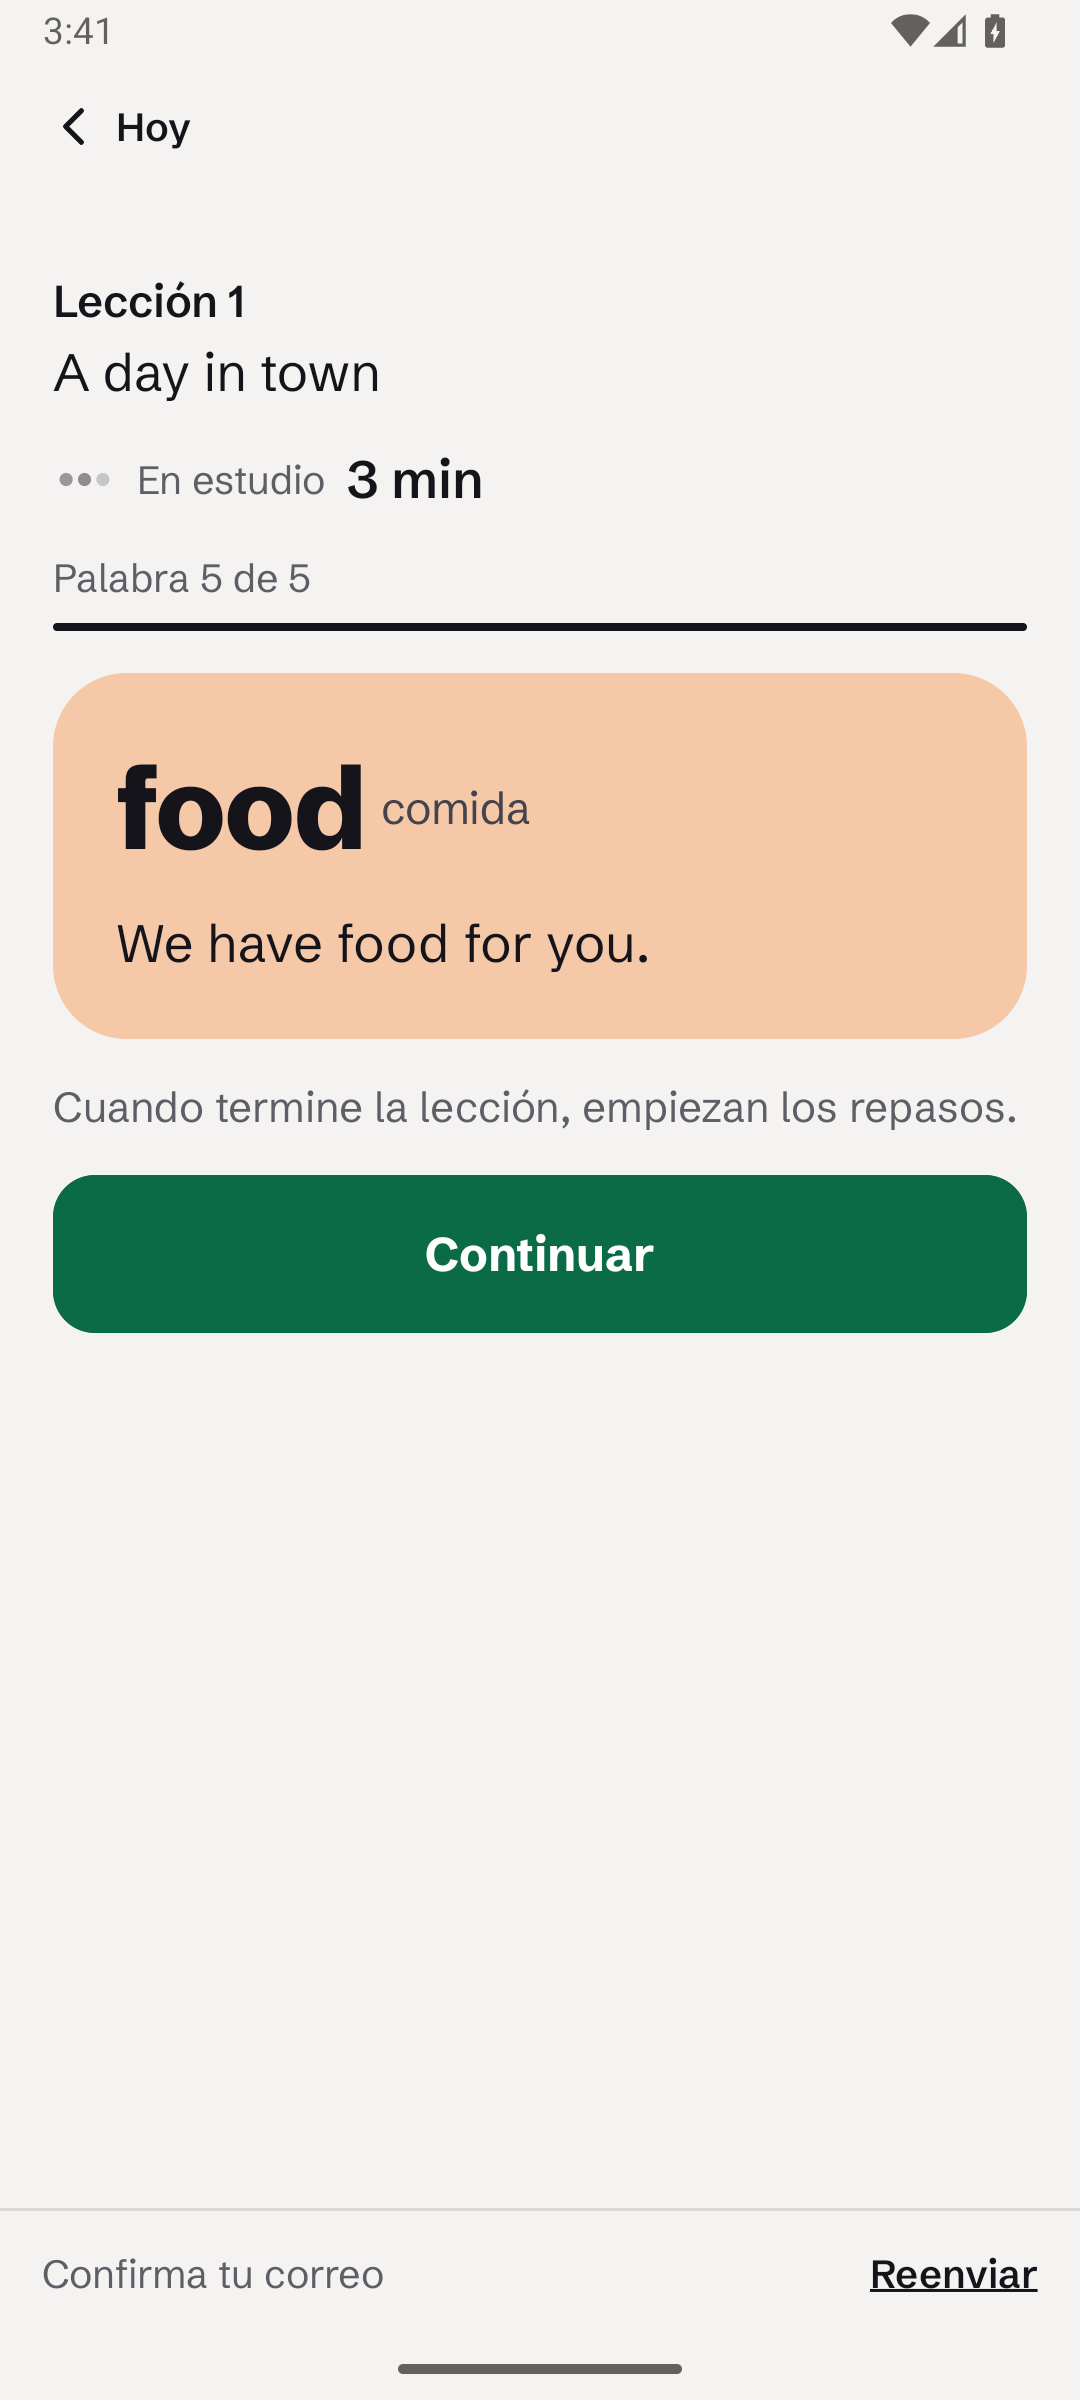 3:41
Hoy
Lección 1
A day in town
En estudio 3 min
Palabra 5 de 5
food comida
We have food for you.
Cuando termine la lección, empiezan los repasos.
Continuar
Confirma tu correo Reenviar